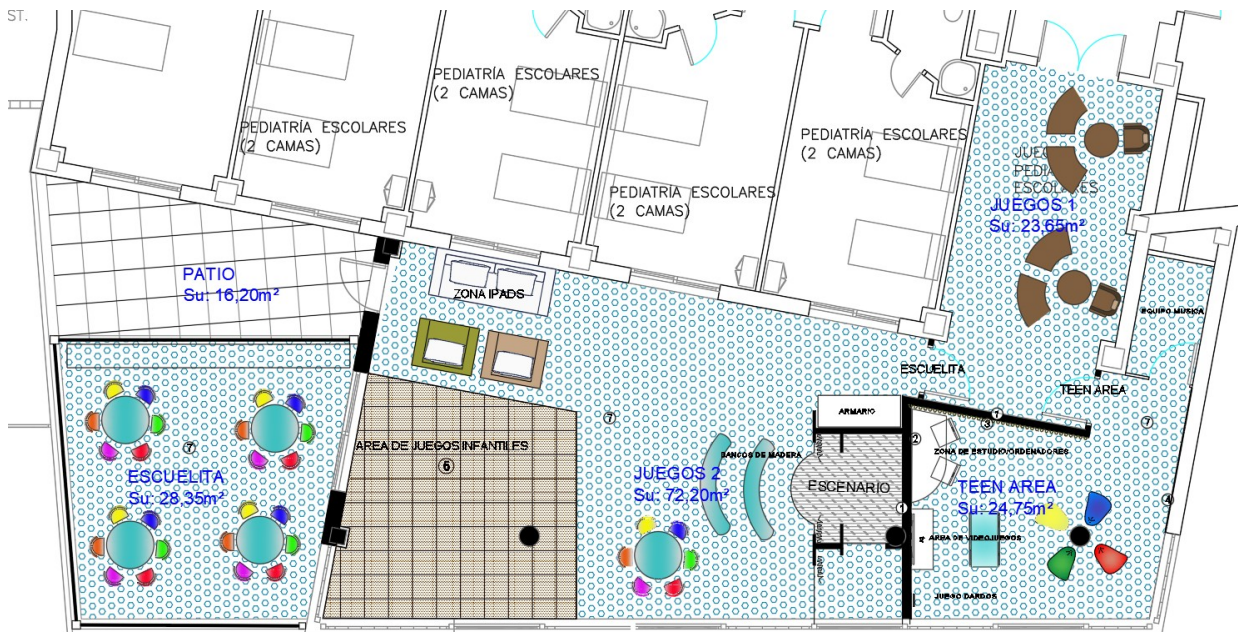 ST.
PEDIATRÍA ESCOLARES
(2 CAMAS)
PEDIATRÍA ESCOLARES
(2 CAMAS)
PEDIATRÍA ESCOLARES
(2 CAMAS)
PEDIATRÍA ESCOLARES
(2 CAMAS)
ESCOLARES
JUEGOS 1
Su: 23,65m²
PATIO
Su: 16,20m²
ZONA IPADS
EQUIPO MUSICA
ESCUELITA
TEEN AREA
ARMARIO
7
7
1
3
2
AREA DE JUEGOS INFANTILES
6
7
BANCOS DE MADERA
ZONA DE ESTUDIO/ORDENADORES
ESCUELITA
Su: 28,35m²
JUEGOS 2
Su: 72,20m²
ESCENARIO
TEEN AREA
Su: 24,75m²
1
4
AREA DE VIDEOJUEGOS
JUEGO DARDOS